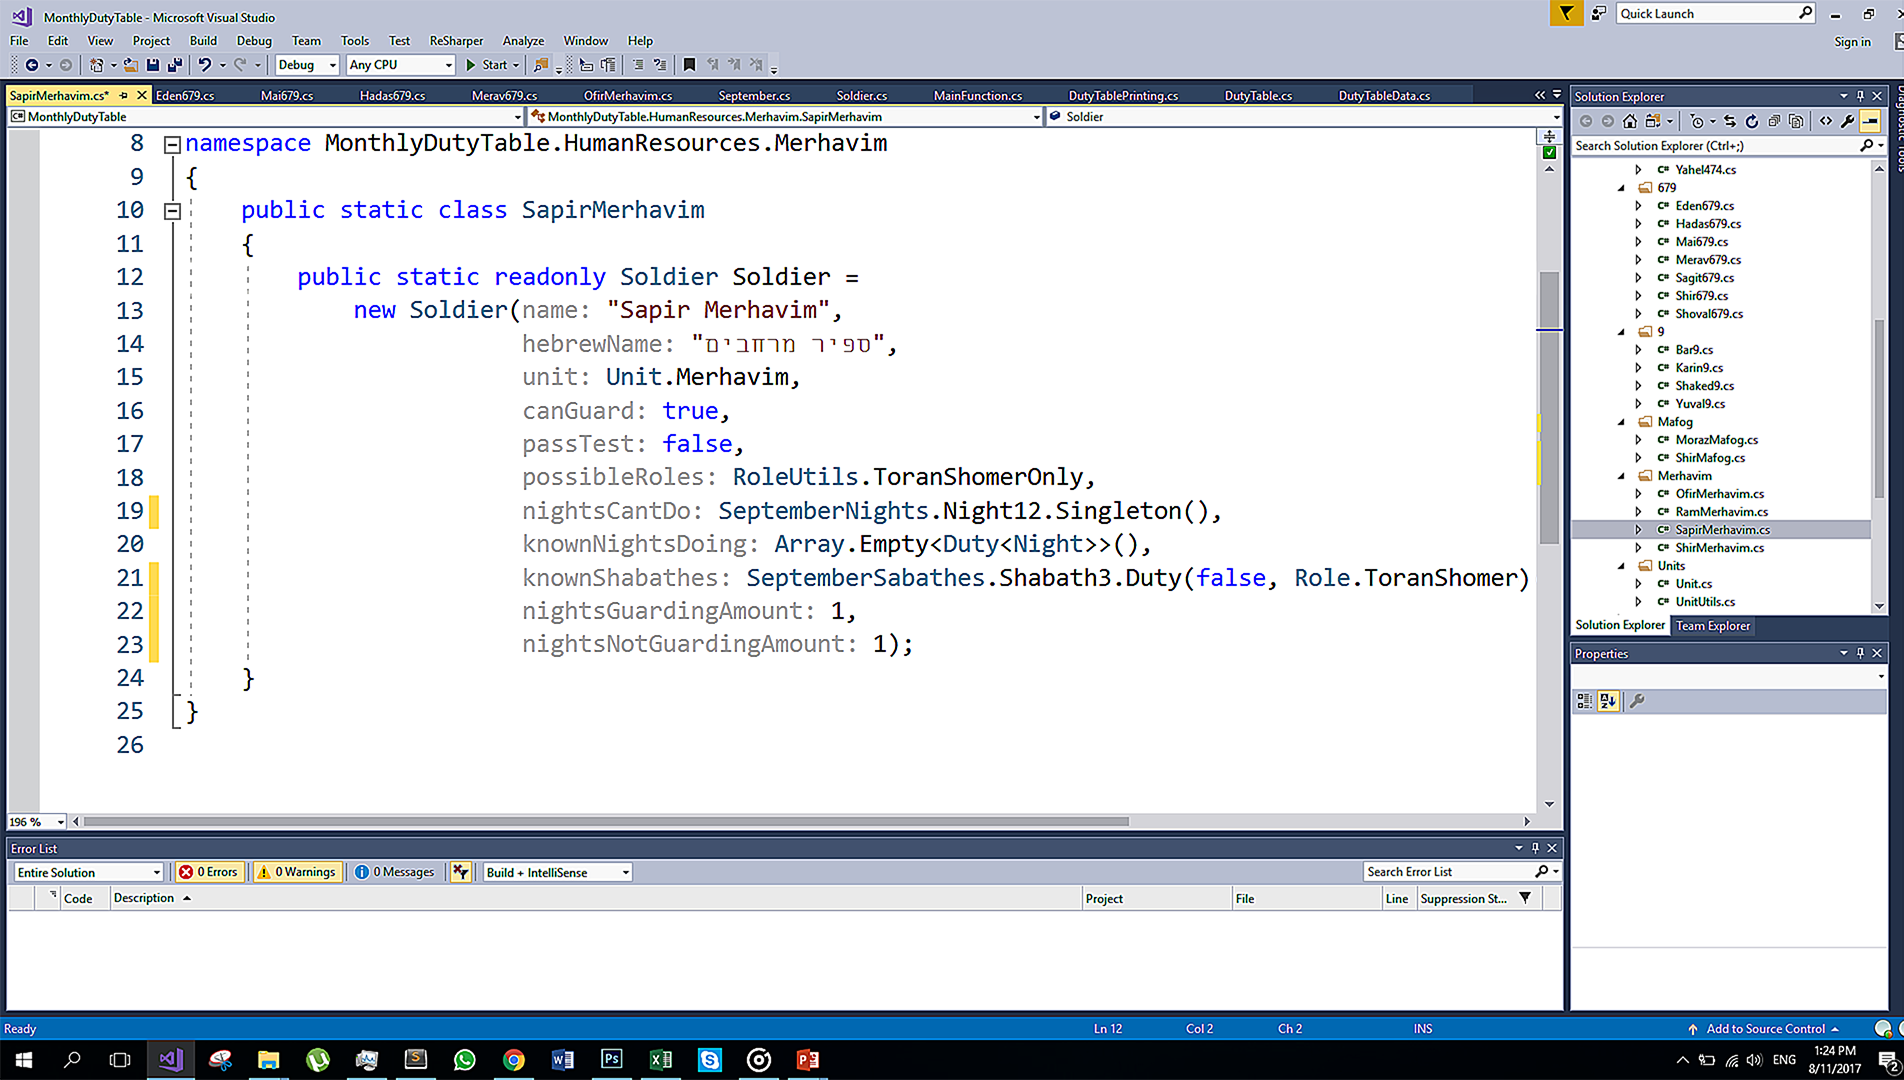 MonthlyDutyTable - Microsoft Visual Studio
Quick Launch
File Edit View Project Build Debug Team Tools Test ReSharper Analyze Window Help
Sign in
Debug Any CPU Start
SapirMerhavim.cs* Eden679.cs Mai679.cs Hadas679.cs Merav679.cs OfirMerhavim.cs September.cs Soldier.cs MainFunction.cs DutyTablePrinting.cs DutyTable.cs DutyTableData.cs
MonthlyDutyTable MonthlyDutyTable.HumanResources.Merhavim.SapirMerhavim Soldier
8 namespace MonthlyDutyTable.HumanResources.Merhavim
9 {
10 public static class SapirMerhavim
11 {
12 public static readonly Soldier Soldier =
13 new Soldier(name: "Sapir Merhavim",
14 hebrewName: "ספיר מרחבים",
15 unit: Unit.Merhavim,
16 canGuard: true,
17 passTest: false,
18 possibleRoles: RoleUtils.ToranShomerOnly,
19 nightsCantDo: SeptemberNights.Night12.Singleton(),
20 knownNightsDoing: Array.Empty<Duty<Night>>(),
21 knownShabathes: SeptemberSabathes.Shabath3.Duty(false, Role.ToranShomer)
22 nightsGuardingAmount: 1,
23 nightsNotGuardingAmount: 1);
24 }
25 }
26
196 %
Solution Explorer
Search Solution Explorer (Ctrl+;)
Yahel474.cs
679
Eden679.cs
Hadas679.cs
Mai679.cs
Merav679.cs
Sagit679.cs
Shir679.cs
Shoval679.cs
9
Bar9.cs
Karin9.cs
Shaked9.cs
Yuval9.cs
Mafog
MorazMafog.cs
ShirMafog.cs
Merhavim
OfirMerhavim.cs
RamMerhavim.cs
SapirMerhavim.cs
ShirMerhavim.cs
Units
Unit.cs
UnitUtils.cs
Solution Explorer Team Explorer
Properties
Diagnostic Tools
Error List
Entire Solution 0 Errors 0 Warnings 0 Messages Build + IntelliSense Search Error List
Code Description Project File Line Suppression St...
Ready Ln 12 Col 2 Ch 2 INS Add to Source Control
ENG 1:24 PM
8/11/2017
2